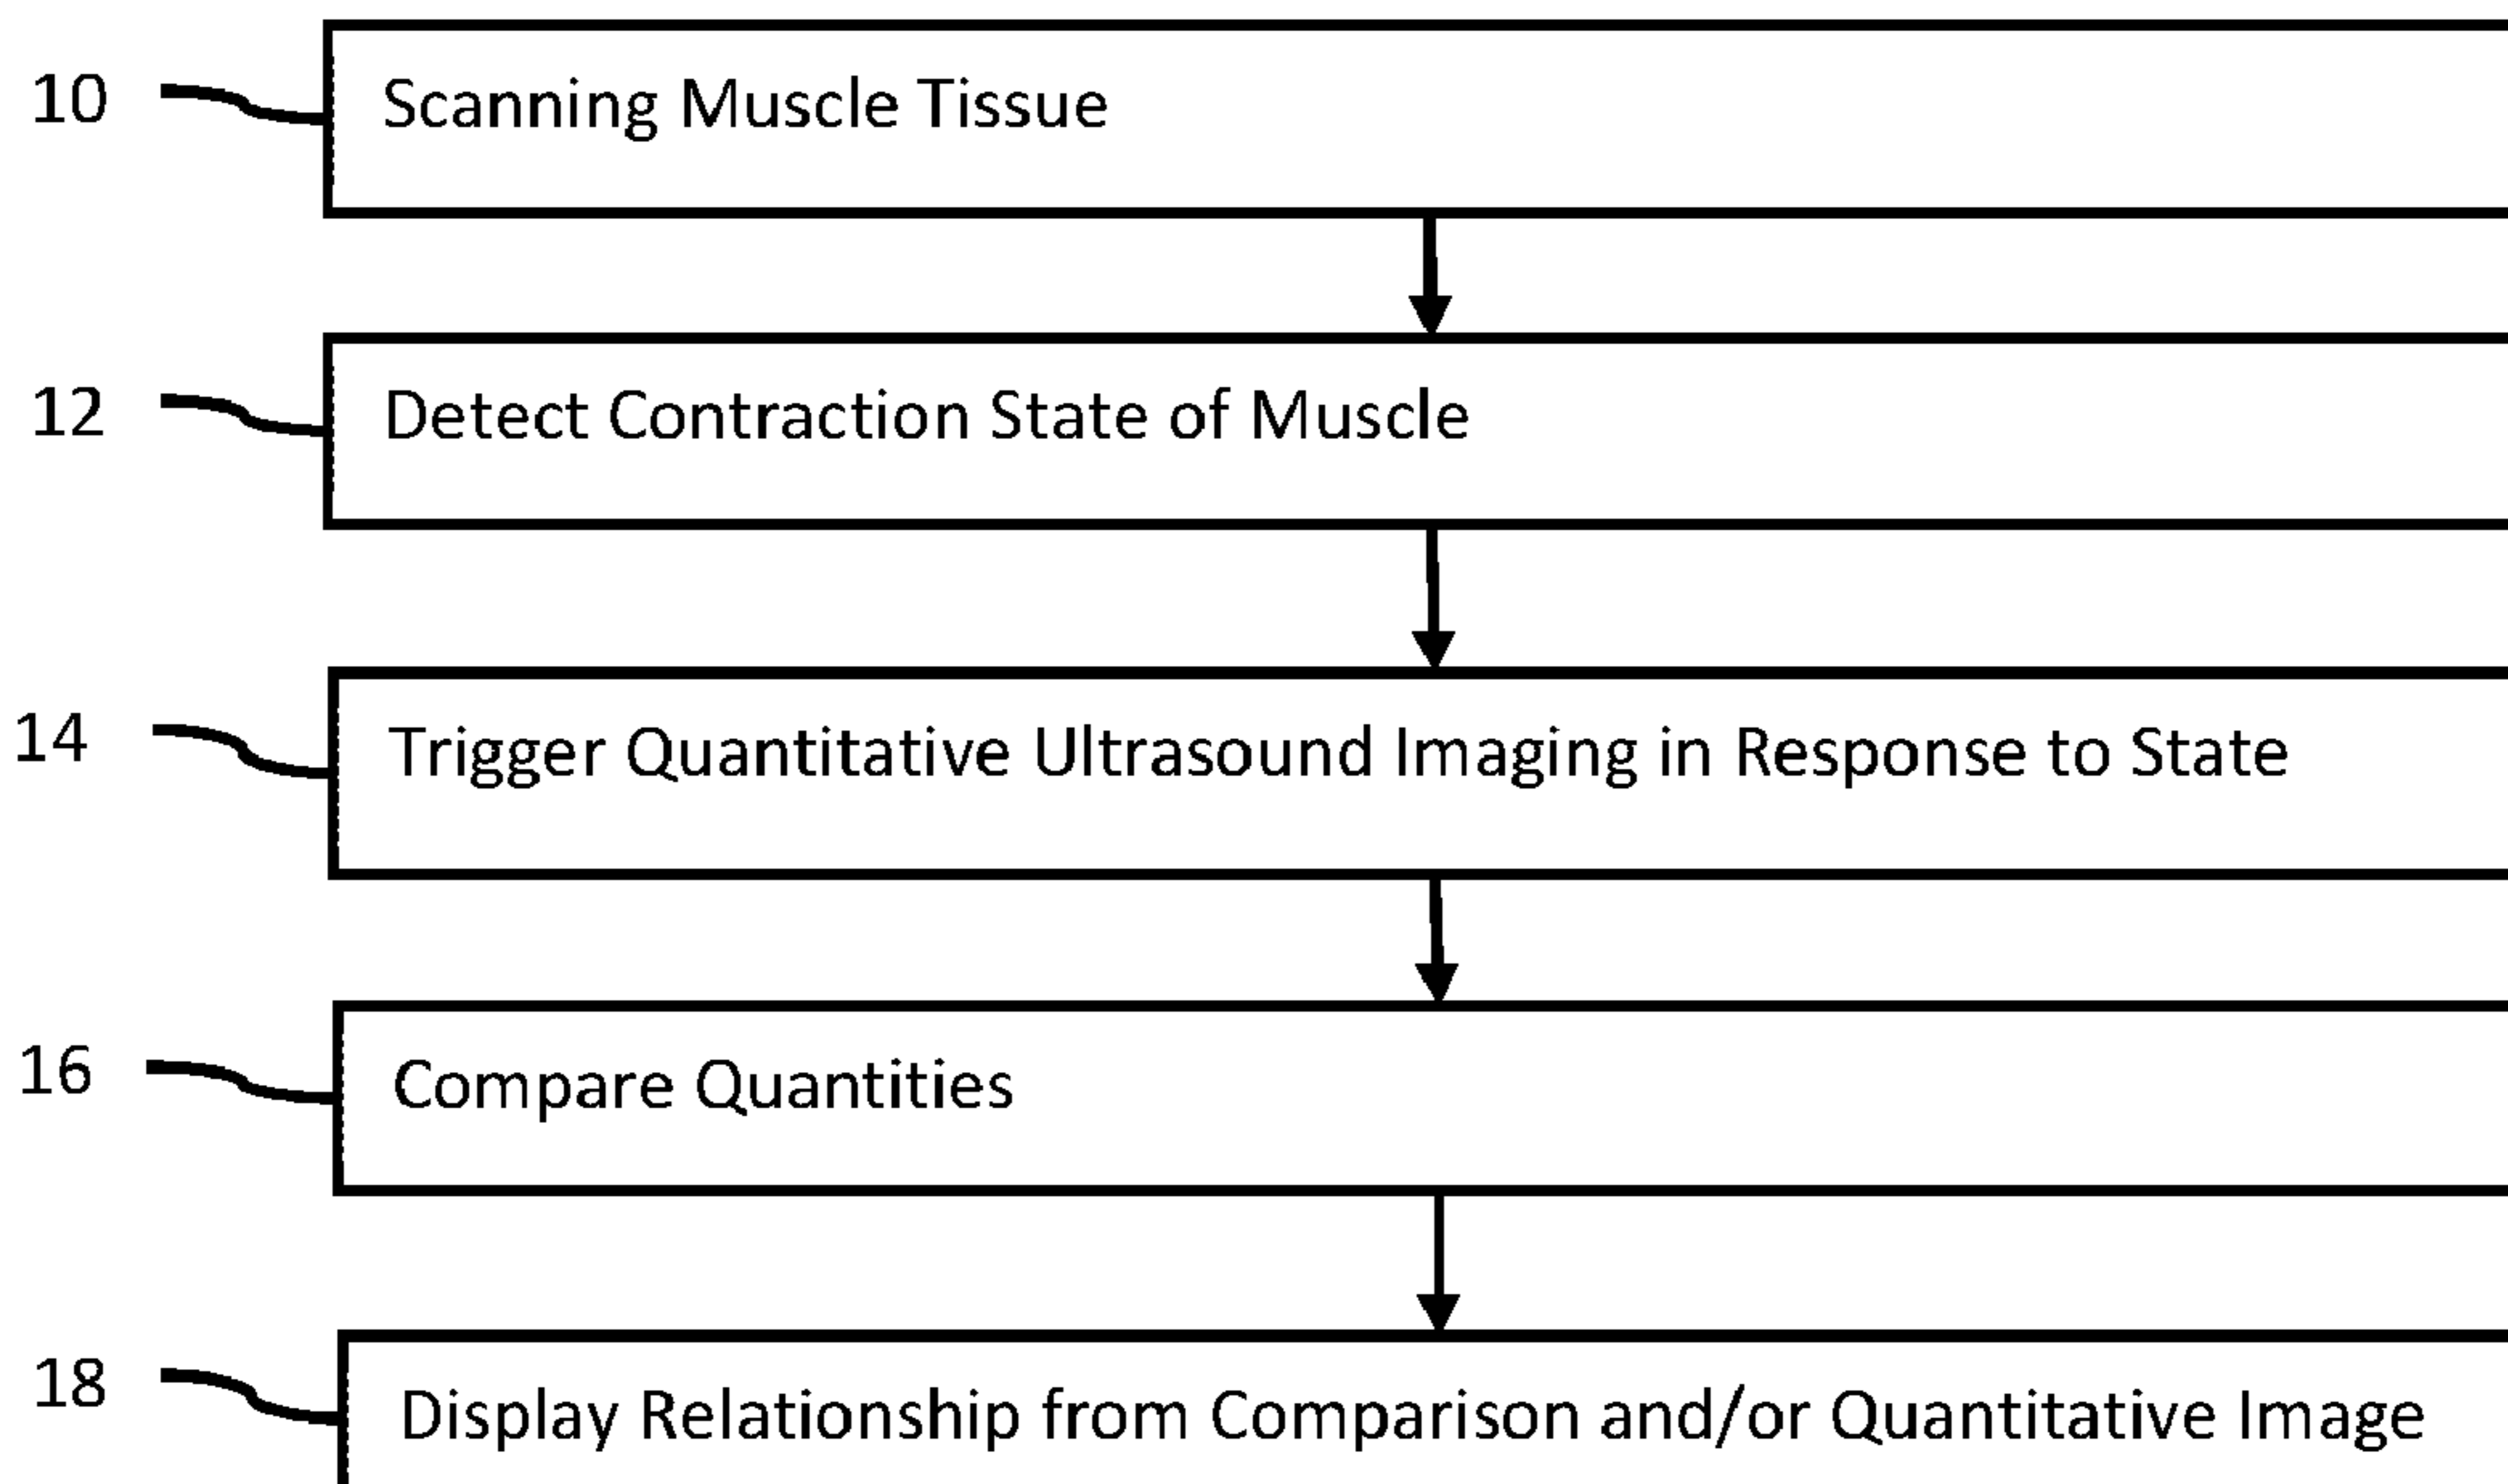 10 Scanning Muscle Tissue
12 Detect Contraction State of Muscle
14 Trigger Quantitative Ultrasound Imaging in Response to State
16 Compare Quantities
18 Display Relationship from Comparison and/or Quantitative Image